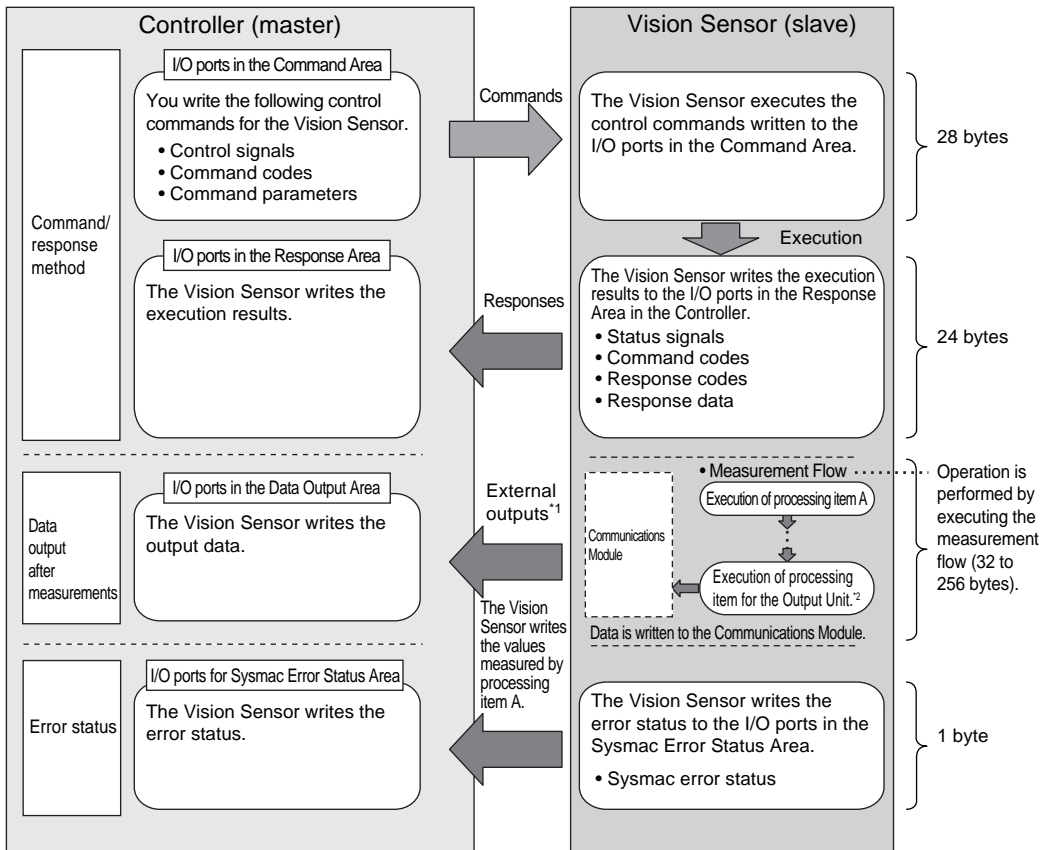 Controller (master)
Vision Sensor (slave)
Command/
response
method
I/O ports in the Command Area
You write the following control
commands for the Vision Sensor.
• Control signals
• Command codes
• Command parameters
Commands
The Vision Sensor executes the
control commands written to the
I/O ports in the Command Area.
28 bytes
Execution
I/O ports in the Response Area
The Vision Sensor writes the
execution results.
Responses
The Vision Sensor writes the execution
results to the I/O ports in the Response
Area in the Controller.
• Status signals
• Command codes
• Response codes
• Response data
24 bytes
Data
output
after
measurements
I/O ports in the Data Output Area
The Vision Sensor writes the
output data.
External
outputs*1
The Vision
Sensor writes
the values
measured by
processing
item A.
• Measurement Flow
Execution of processing item A
Communications
Module
Execution of processing
item for the Output Unit.*2
Data is written to the Communications Module.
Operation is
performed by
executing the
measurement
flow (32 to
256 bytes).
Error status
I/O ports for Sysmac Error Status Area
The Vision Sensor writes the
error status.
The Vision Sensor writes the
error status to the I/O ports in the
Sysmac Error Status Area.
• Sysmac error status
1 byte